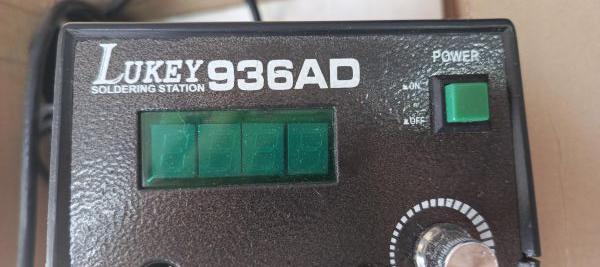 LUKEY 936AD
SOLDERING STATION
POWER
ON
OFF